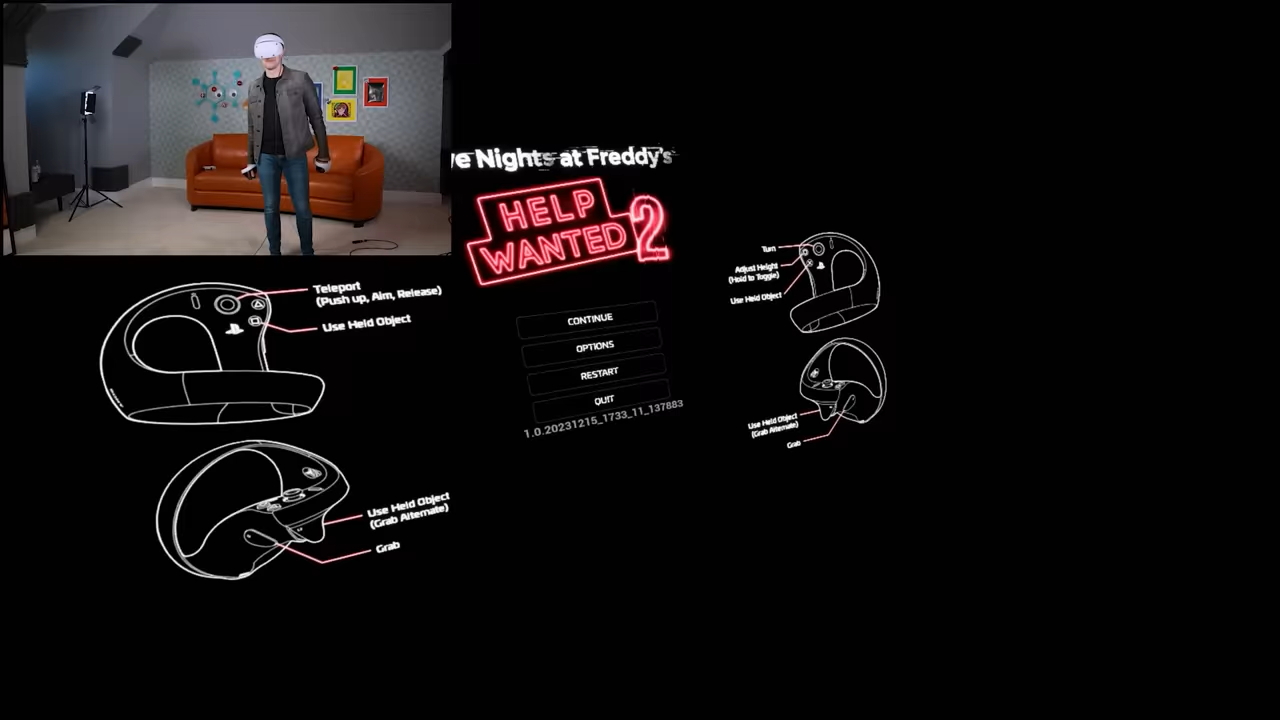 ve Nights at Freddy's
HELP
WANTED 2
Teleport
(Push up, Aim, Release)
Use Held Object
Use Held Object
(Grab Alternate)
Grab
CONTINUE
OPTIONS
RESTART
QUIT
1.0.20231215_1733_11_137883
Turn
Adjust Height
(Hold to Toggle)
Use Held Object
Use Held Object
(Grab Alternate)
Grab